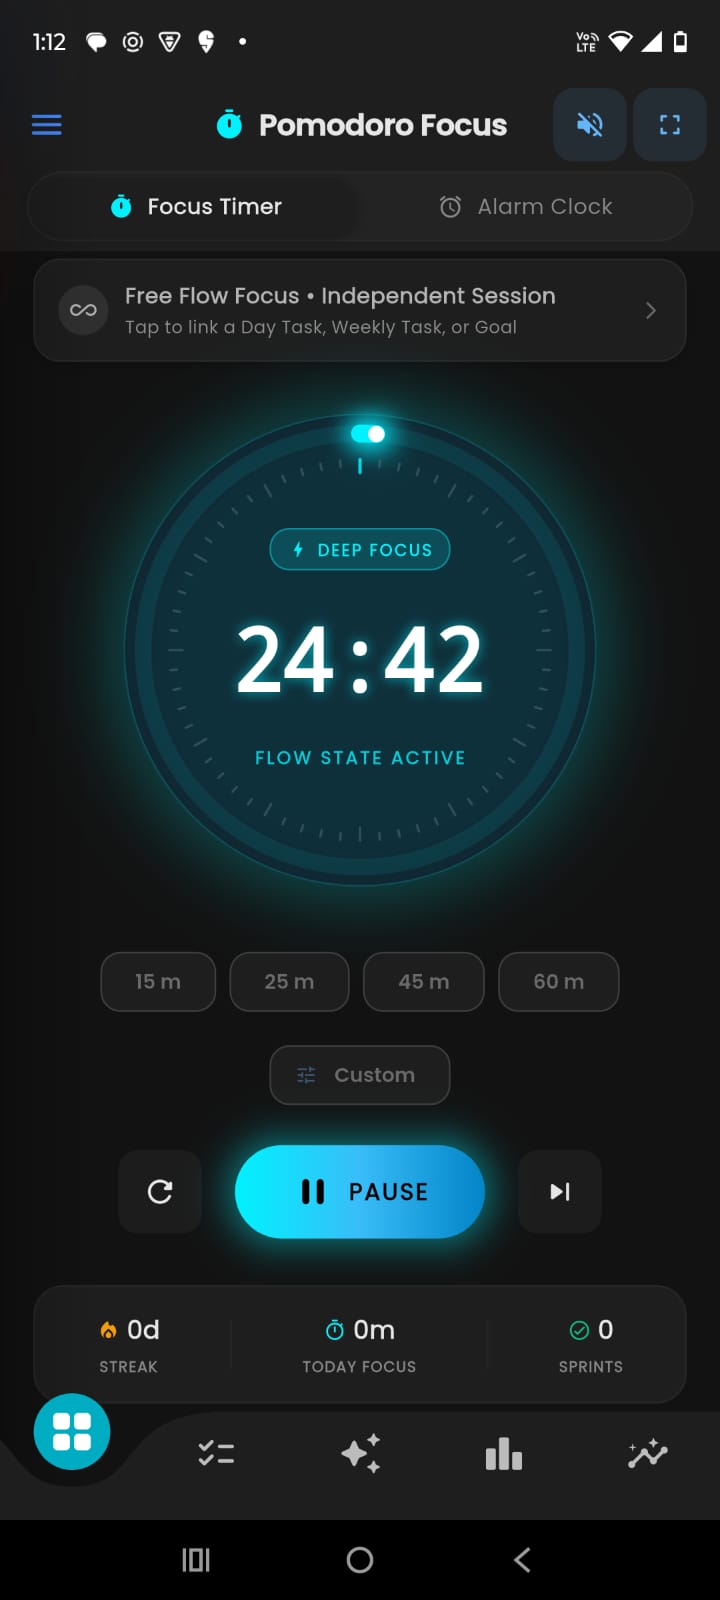 1:12
Vo)) LTE
Pomodoro Focus
Focus Timer
Alarm Clock
Free Flow Focus • Independent Session
Tap to link a Day Task, Weekly Task, or Goal
DEEP FOCUS
24:42
FLOW STATE ACTIVE
15 m
25 m
45 m
60 m
Custom
PAUSE
0d
STREAK
0m
TODAY FOCUS
0
SPRINTS